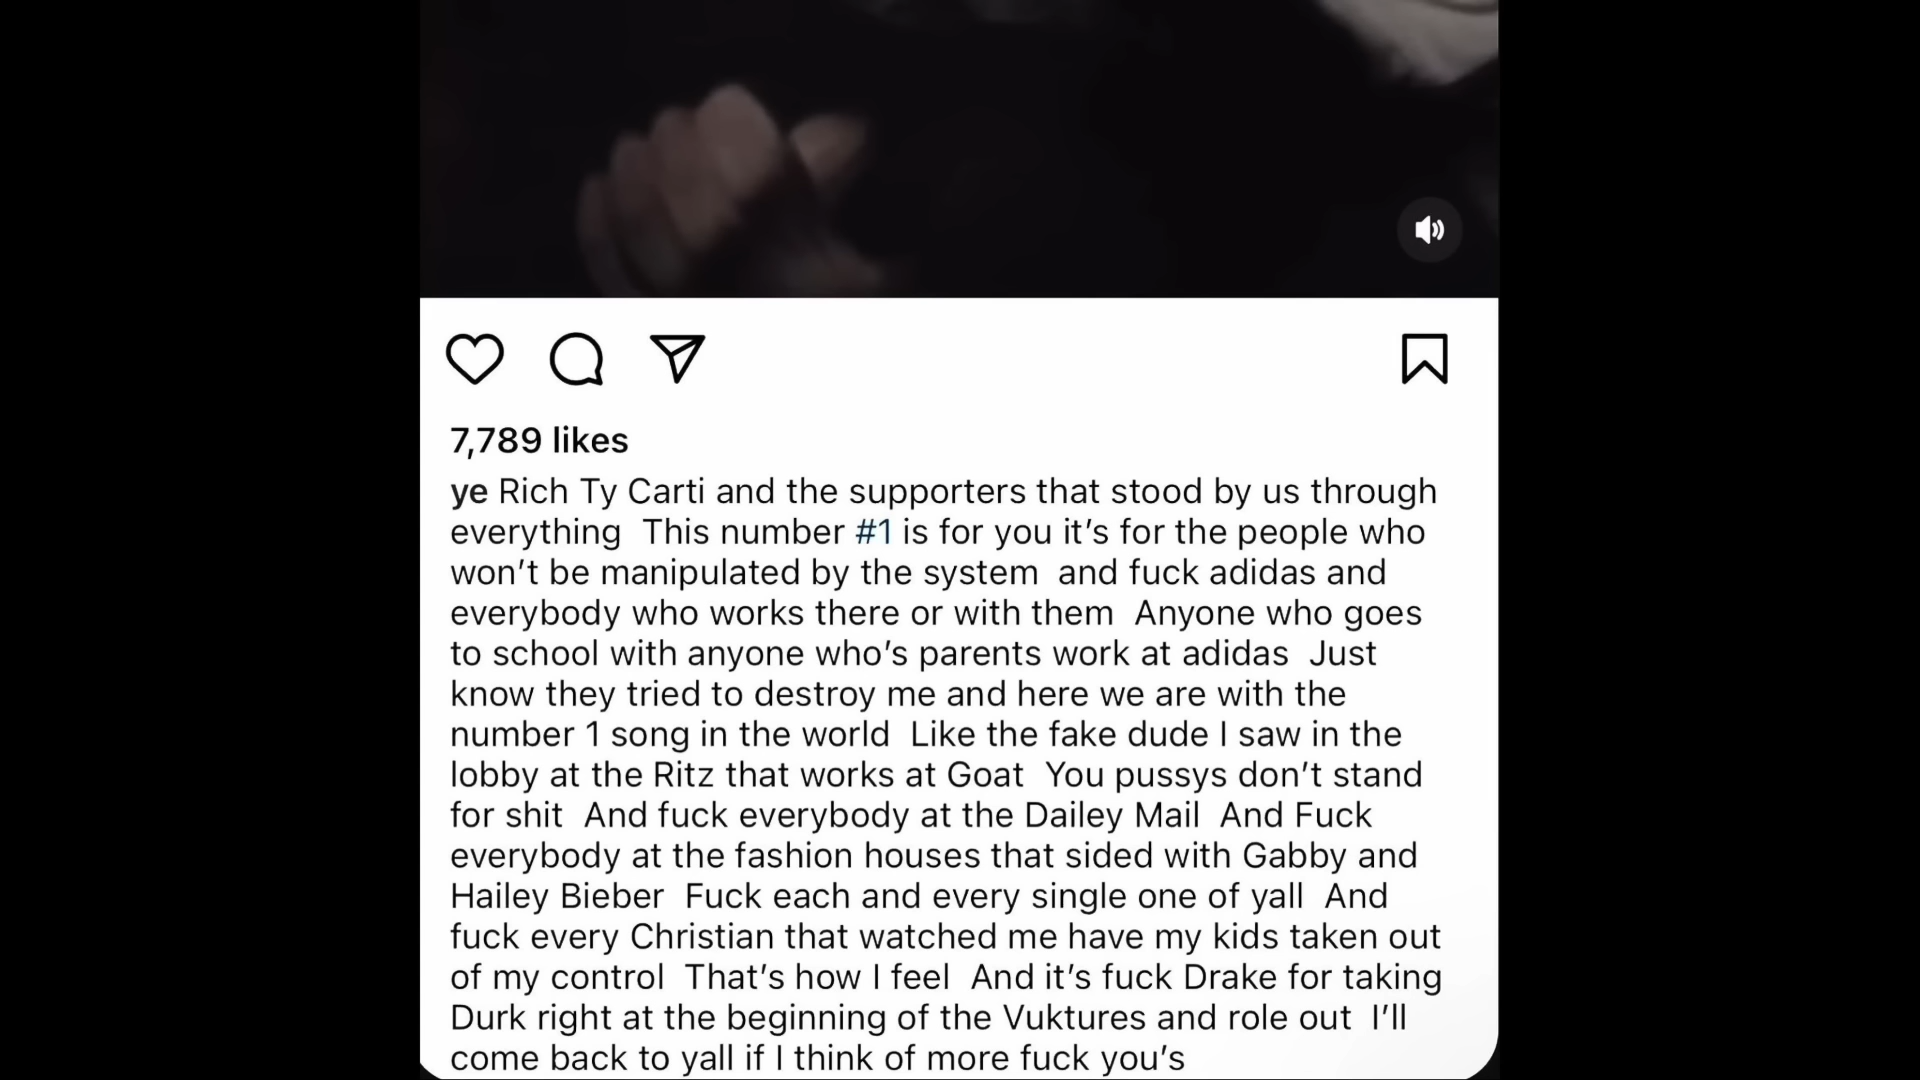 7,789 likes
ye Rich Ty Carti and the supporters that stood by us through
everything  This number #1 is for you it’s for the people who
won’t be manipulated by the system  and fuck adidas and
everybody who works there or with them  Anyone who goes
to school with anyone who’s parents work at adidas  Just
know they tried to destroy me and here we are with the
number 1 song in the world  Like the fake dude I saw in the
lobby at the Ritz that works at Goat  You pussys don’t stand
for shit  And fuck everybody at the Dailey Mail  And Fuck
everybody at the fashion houses that sided with Gabby and
Hailey Bieber  Fuck each and every single one of yall  And
fuck every Christian that watched me have my kids taken out
of my control  That’s how I feel  And it’s fuck Drake for taking
Durk right at the beginning of the Vuktures and role out  I’ll
come back to yall if I think of more fuck you’s